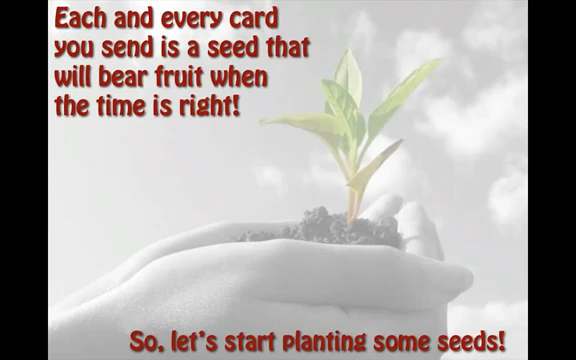 Each and every card
you send is a seed that
will bear fruit when
the time is right!
So, let's start planting some seeds!